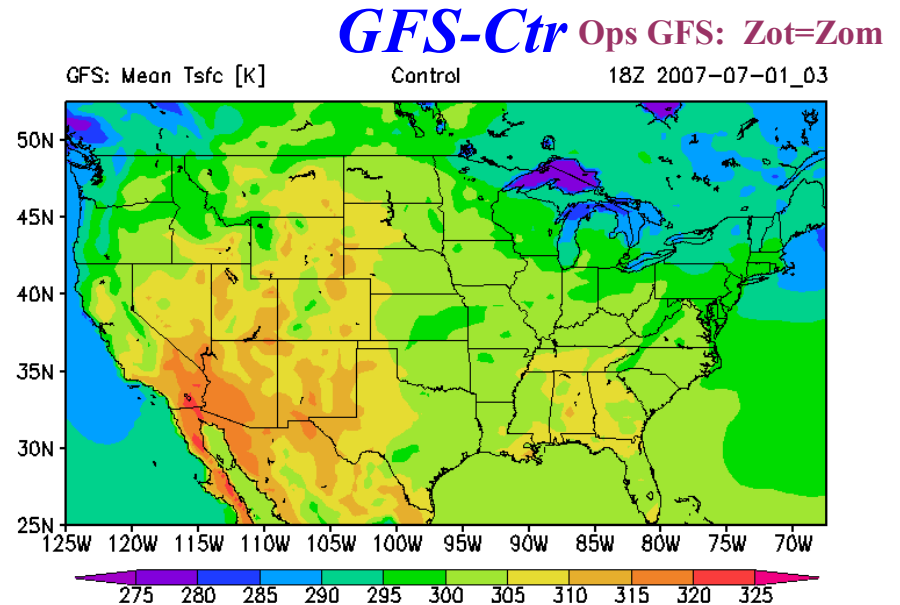 GFS-Ctr Ops GFS: Zot=Zom
GFS: Mean Tsfc [K] Control 18Z 2007-07-01_03
50N
45N
40N
35N
30N
25N
125W 120W 115W 110W 105W 100W 95W 90W 85W 80W 75W 70W
275 280 285 290 295 300 305 310 315 320 325